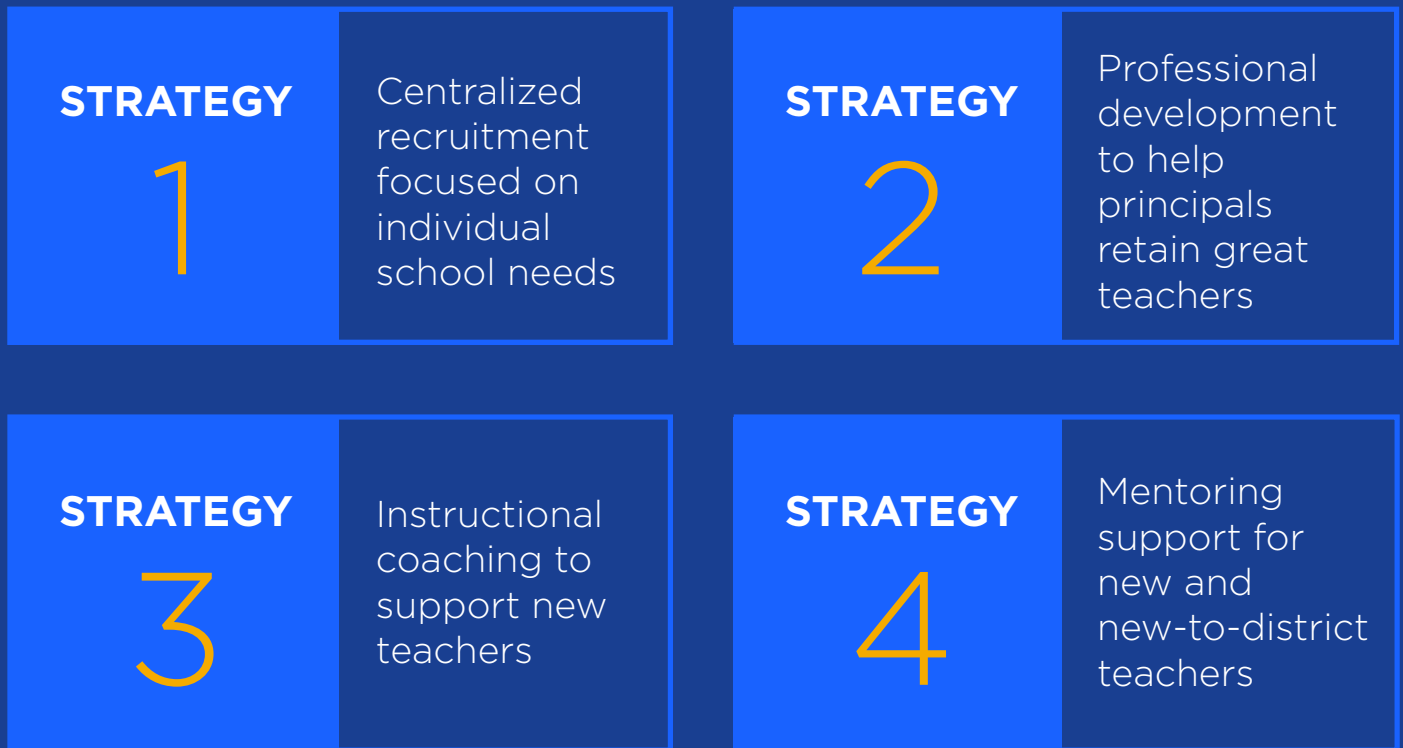 STRATEGY
1
Centralized
recruitment
focused on
individual
school needs
STRATEGY
2
Professional
development
to help
principals
retain great
teachers
STRATEGY
3
Instructional
coaching to
support new
teachers
STRATEGY
4
Mentoring
support for
new and
new-to-district
teachers